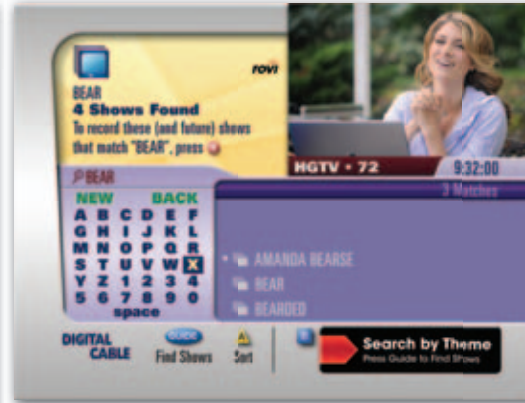 rovi
BEAR
4 Shows Found
To record these (and future) shows
that match "BEAR", press
HGTV • 72
9:32:00
BEAR
3 Matches
NEW BACK
A B C D E F
G H I J K L
M N O P Q R
S T U V W X
Y Z 1 2 3 4
5 6 7 8 9 0
space
• AMANDA BEARSE
BEAR
BEARDED
DIGITAL
CABLE
GUIDE
Find Shows
A
Sort
Search by Theme
Press Guide to Find Shows